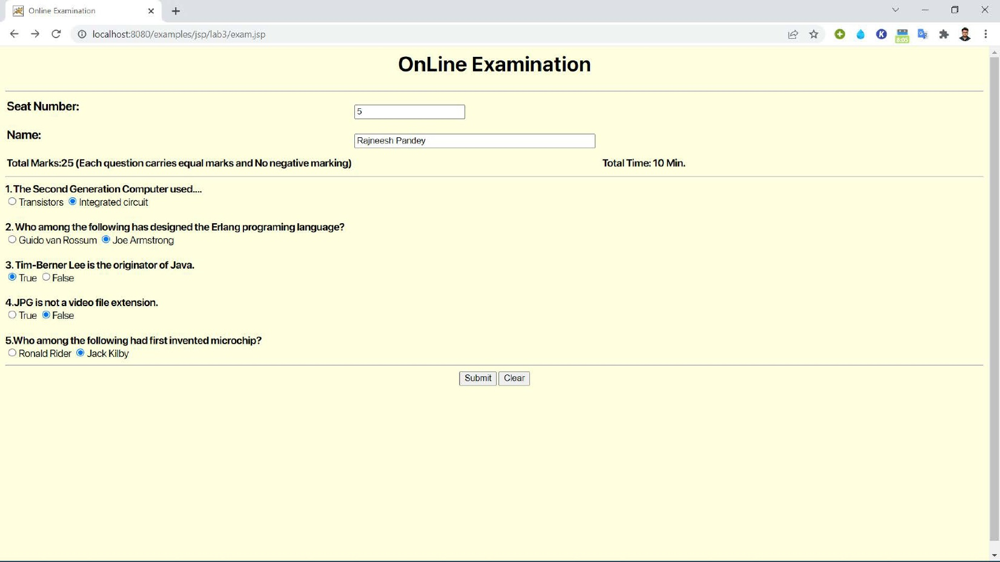 Online Examination
localhost:8080/examples/jsp/lab3/exam.jsp
K
8:05
OnLine Examination
Seat Number:
5
Name:
Rajneesh Pandey
Total Marks:25 (Each question carries equal marks and No negative marking)
Total Time: 10 Min.
1.The Second Generation Computer used....
Transistors Integrated circuit
2. Who among the following has designed the Erlang programing language?
Guido van Rossum Joe Armstrong
3. Tim-Berner Lee is the originator of Java.
True False
4.JPG is not a video file extension.
True False
5.Who among the following had first invented microchip?
Ronald Rider Jack Kilby
Submit Clear